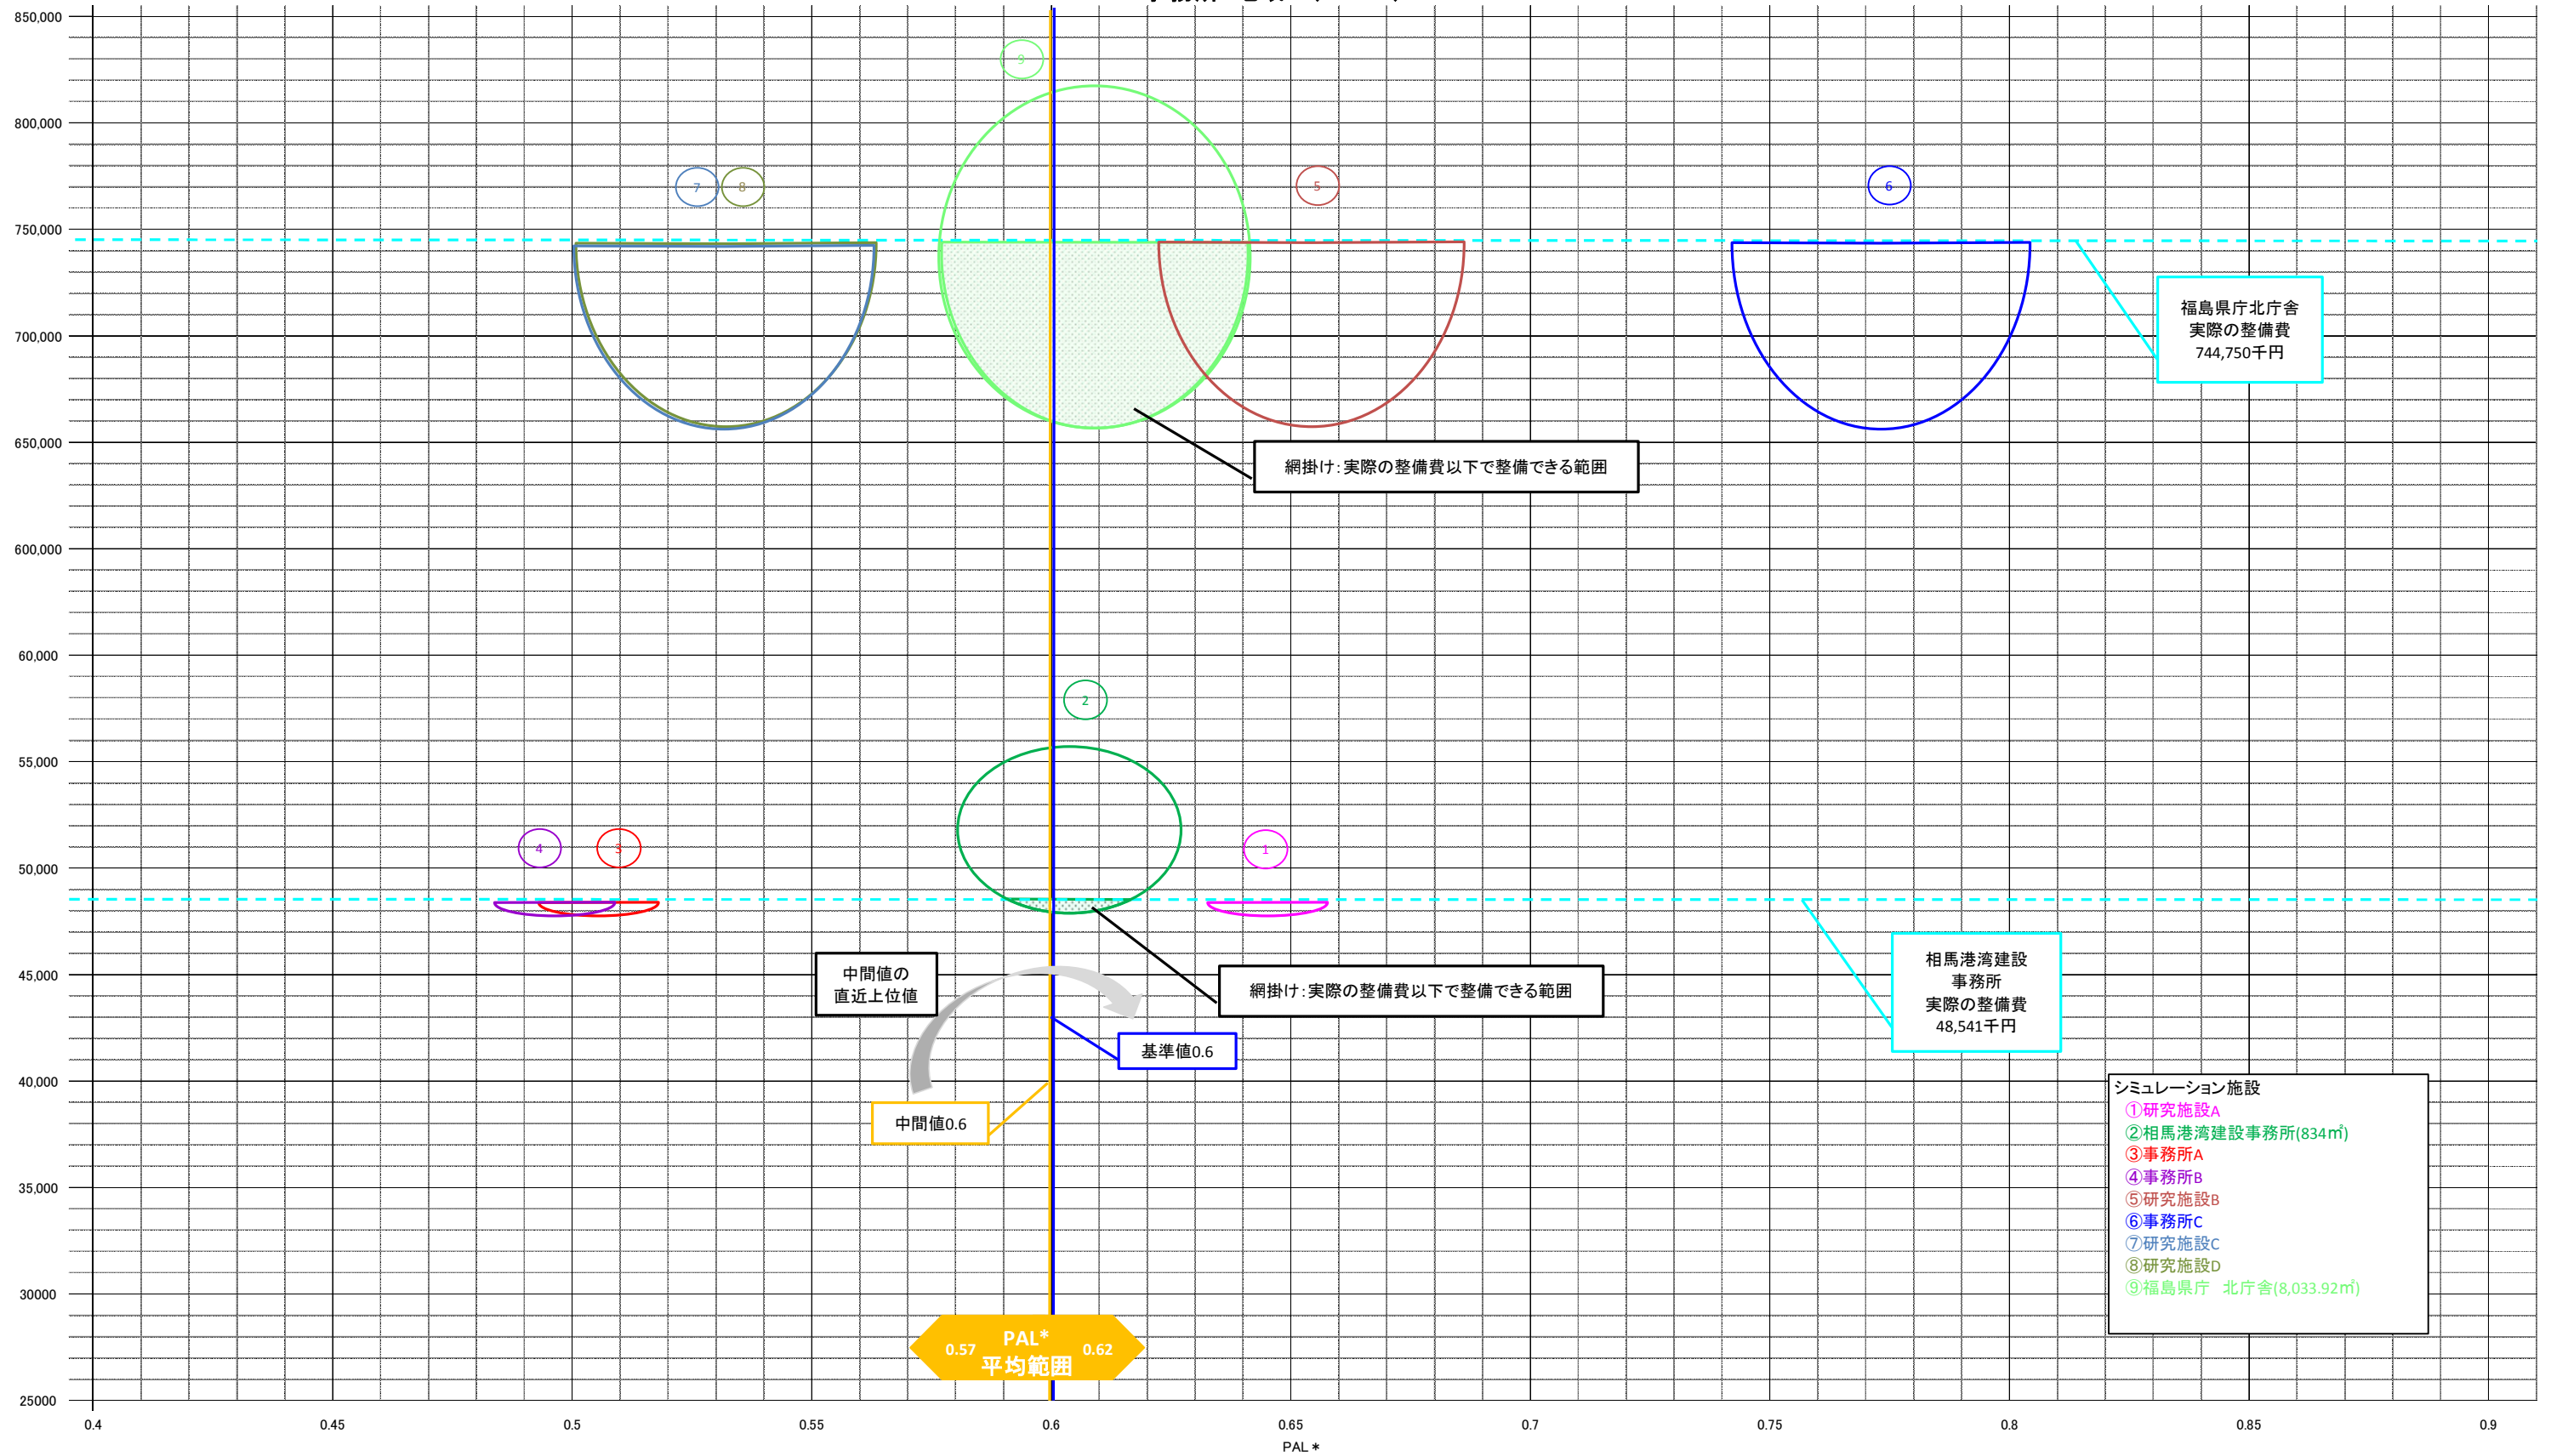 850,000
800,000
750,000
700,000
650,000
600,000
60,000
55,000
50,000
45,000
40,000
35,000
30000
25000
9
7
8
5
6
福島県庁北庁舎
実際の整備費
744,750千円
網掛け：実際の整備費以下で整備できる範囲
2
4
3
1
中間値の
直近上位値
網掛け：実際の整備費以下で整備できる範囲
相馬港湾建設
事務所
実際の整備費
48,541千円
基準値0.6
中間値0.6
シミュレーション施設
①研究施設A
②相馬港湾建設事務所(834㎡)
③事務所A
④事務所B
⑤研究施設B
⑥事務所C
⑦研究施設C
⑧研究施設D
⑨福島県庁　北庁舎(8,033.92㎡)
0.57 PAL* 0.62
平均範囲
0.4 0.45 0.5 0.55 0.6 0.65 0.7 0.75 0.8 0.85 0.9
PAL*